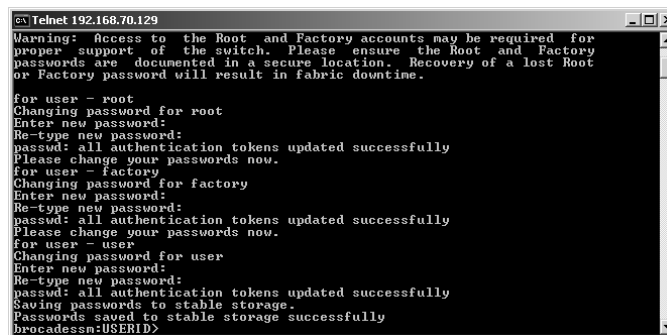 Telnet 192.168.70.129
Warning:  Access to  the Root  and Factory accounts may be required  for
proper  support  of  the switch.  Please  ensure  the Root  and  Factory
passwords are  documented in a secure location.  Recovery of a lost Root
or Factory password will result in fabric downtime.
for user - root
Changing password for root
Enter new password:
Re-type new password:
passwd: all authentication tokens updated successfully
Please change your passwords now.
for user - factory
Changing password for factory
Enter new password:
Re-type new password:
passwd: all authentication tokens updated successfully
Please change your passwords now.
for user - user
Changing password for user
Enter new password:
Re-type new password:
passwd: all authentication tokens updated successfully
Saving passwords to stable storage.
Passwords saved to stable storage successfully
brocadessm:USERID>